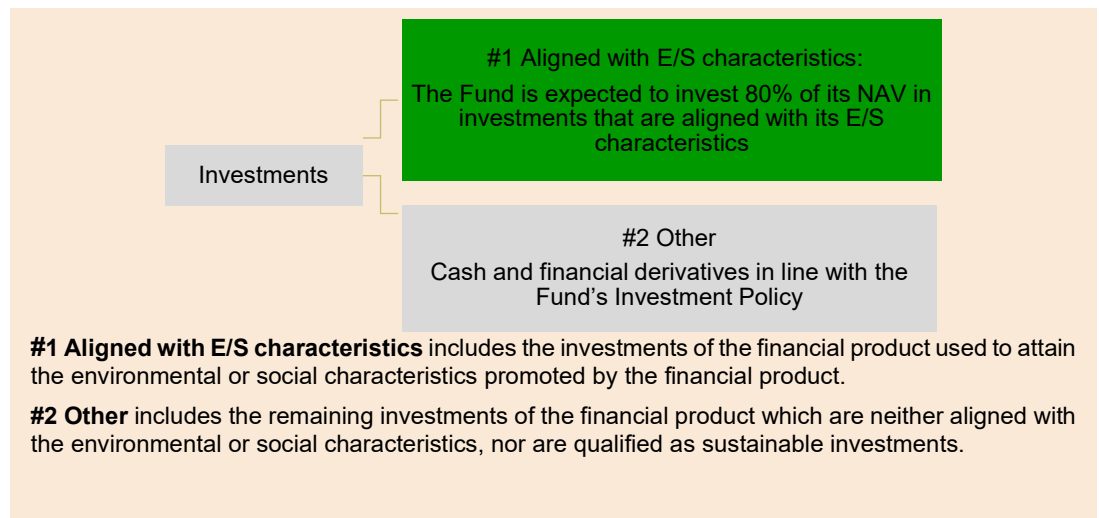 #1 Aligned with E/S characteristics:
The Fund is expected to invest 80% of its NAV in
investments that are aligned with its E/S
characteristics
Investments
#2 Other
Cash and financial derivatives in line with the
Fund's Investment Policy
#1 Aligned with E/S characteristics includes the investments of the financial product used to attain
the environmental or social characteristics promoted by the financial product.
#2 Other includes the remaining investments of the financial product which are neither aligned with
the environmental or social characteristics, nor are qualified as sustainable investments.